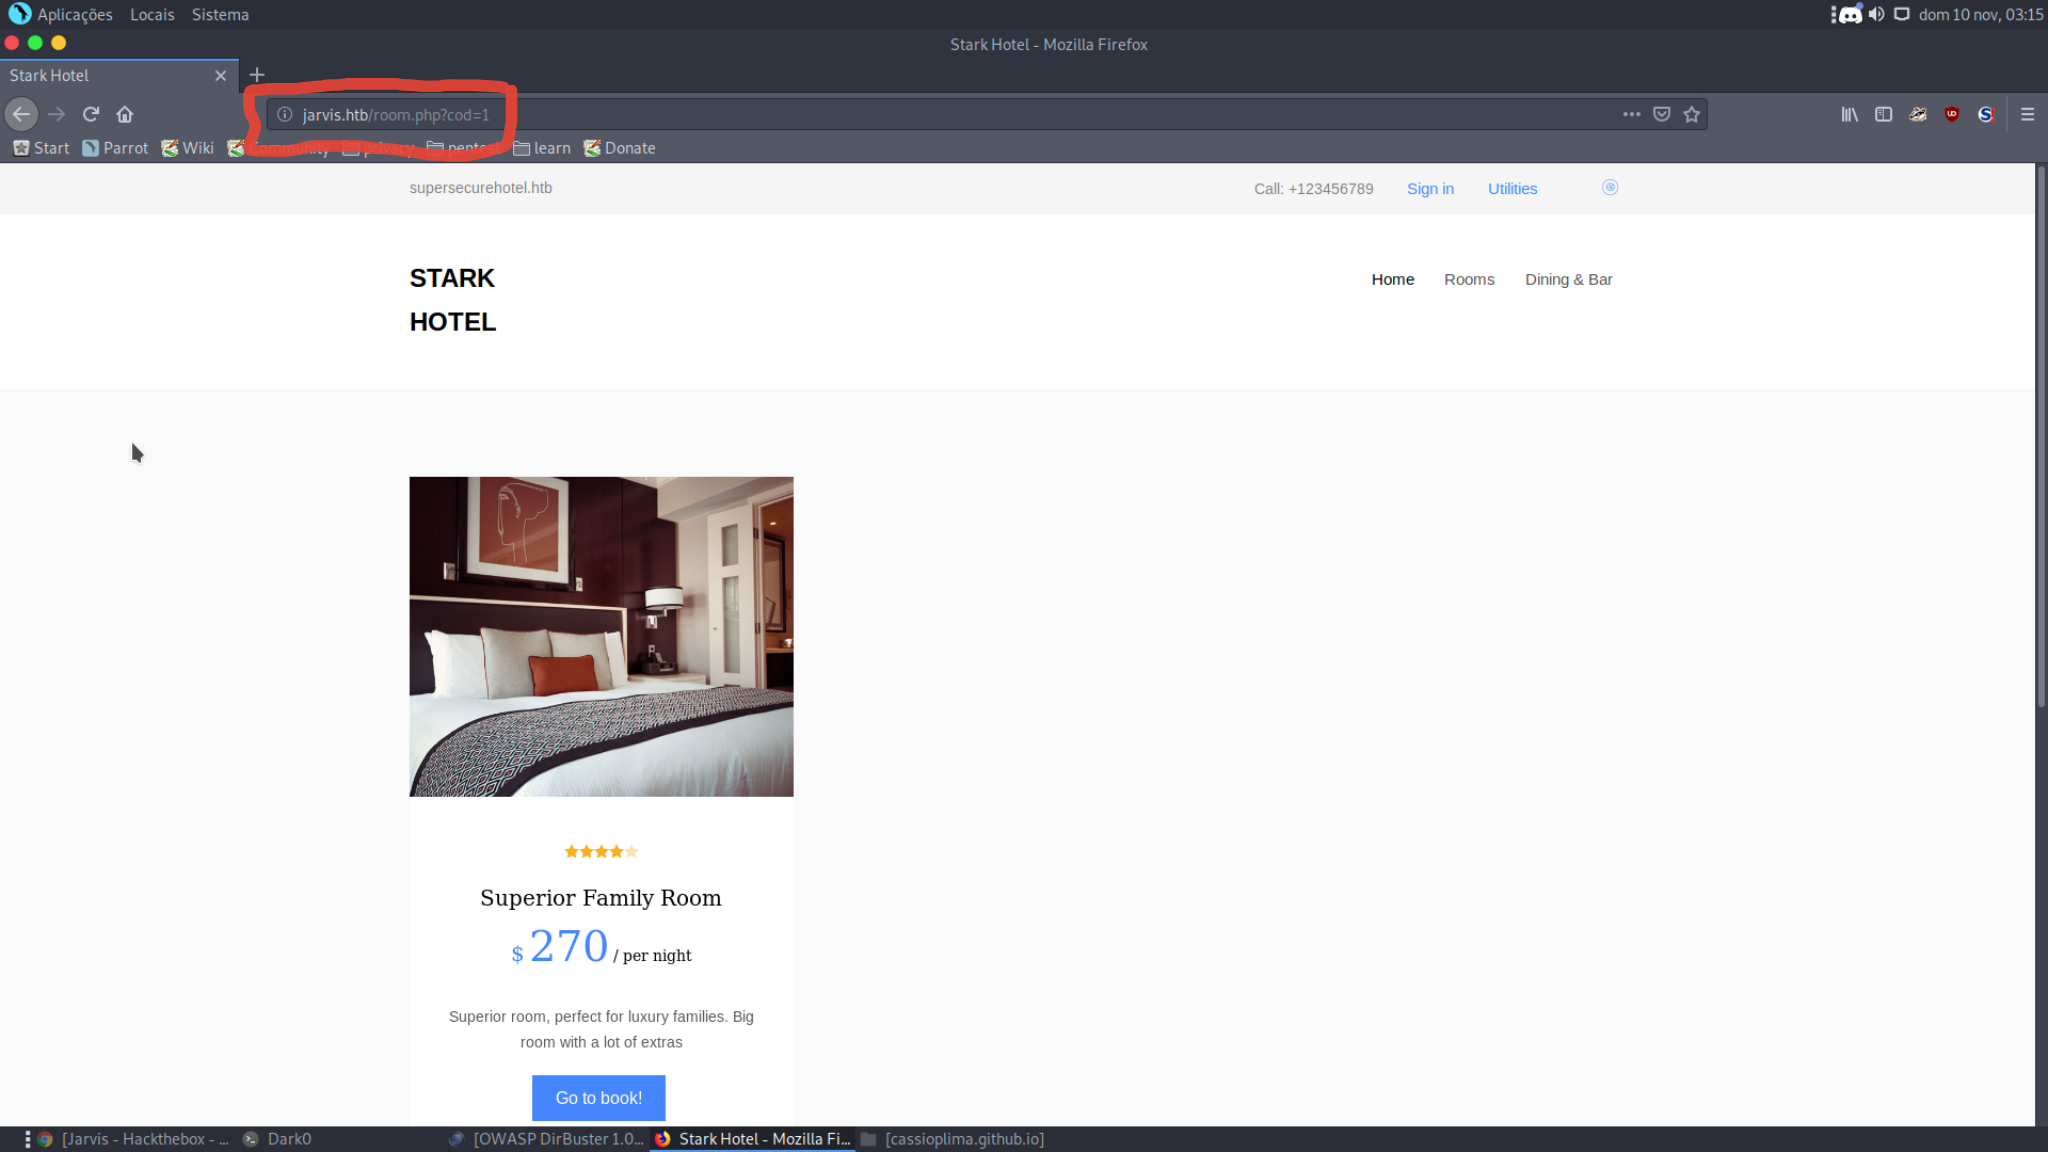 Aplicações Locais Sistema dom 10 nov, 03:15
Stark Hotel - Mozilla Firefox
Stark Hotel
jarvis.htb/room.php?cod=1
Start Parrot Wiki Community privacy pentest learn Donate
supersecurehotel.htb Call: +123456789 Sign in Utilities
STARK
HOTEL
Home Rooms Dining & Bar
Superior Family Room
$ 270 / per night
Superior room, perfect for luxury families. Big
room with a lot of extras
Go to book!
[Jarvis - Hackthebox - ... Dark0 [OWASP DirBuster 1.0... Stark Hotel - Mozilla Fi... [cassioplima.github.io]